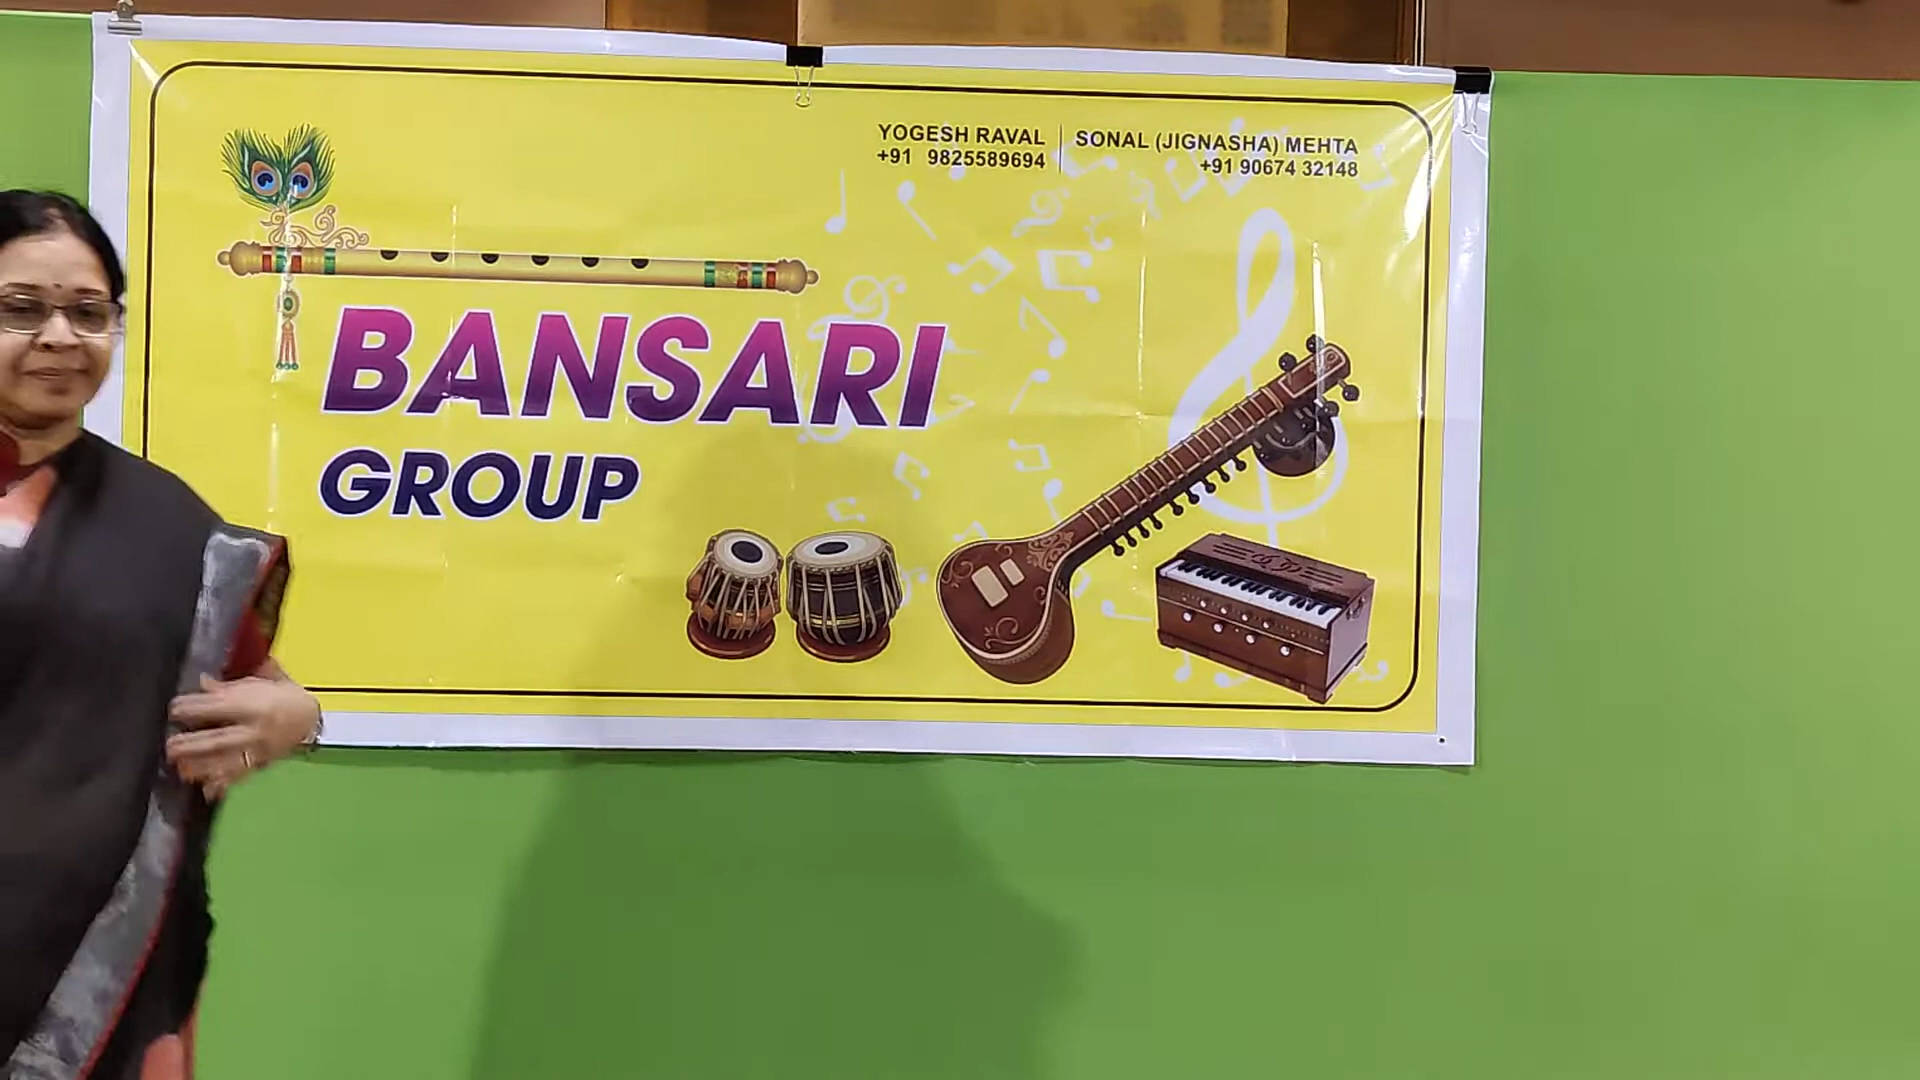 YOGESH RAVAL
+91 9825589694
SONAL (JIGNASHA) MEHTA
+91 90674 32148
BANSARI
GROUP